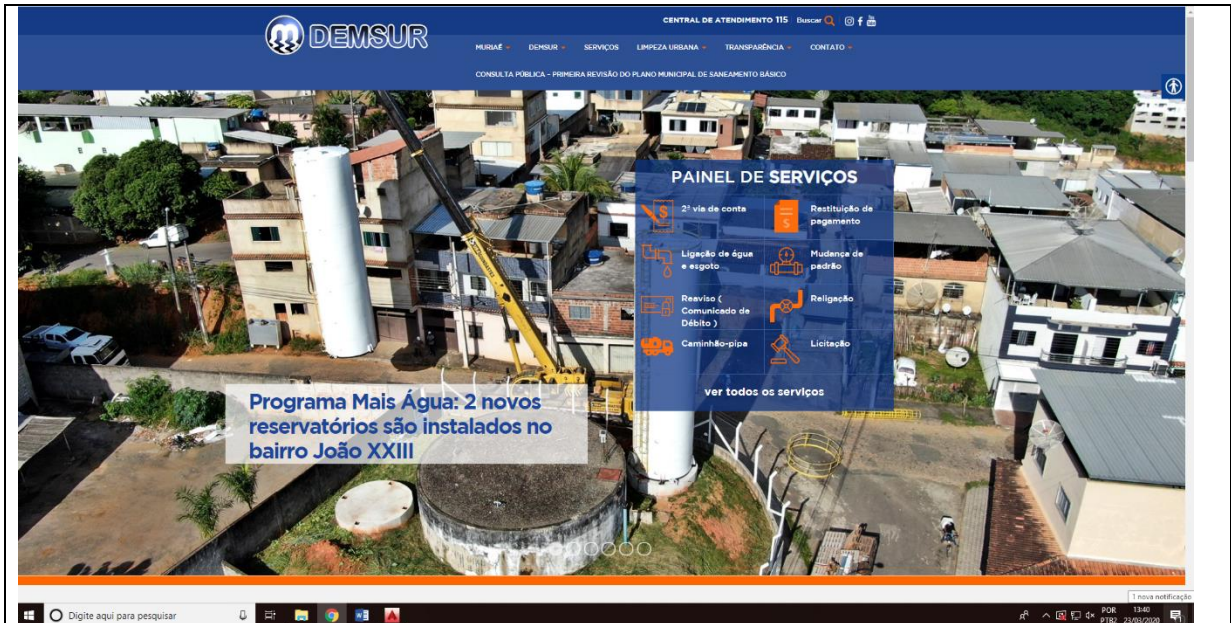 DEMSUR
CENTRAL DE ATENDIMENTO 115 Buscar
MURIAÉ DEMSUR SERVIÇOS LIMPEZA URBANA TRANSPARÊNCIA CONTATO
CONSULTA PÚBLICA – PRIMEIRA REVISÃO DO PLANO MUNICIPAL DE SANEAMENTO BÁSICO
PAINEL DE SERVIÇOS
2ª via de conta
Restituição de
pagamento
Ligação de água
e esgoto
Mudança de
padrão
Reaviso (
Comunicado de
Débito )
Religação
Caminhão-pipa
Licitação
ver todos os serviços
Programa Mais Água: 2 novos
reservatórios são instalados no
bairro João XXIII
1 nova notificação
Digite aqui para pesquisar
POR
PTB2
13:40
23/03/2020